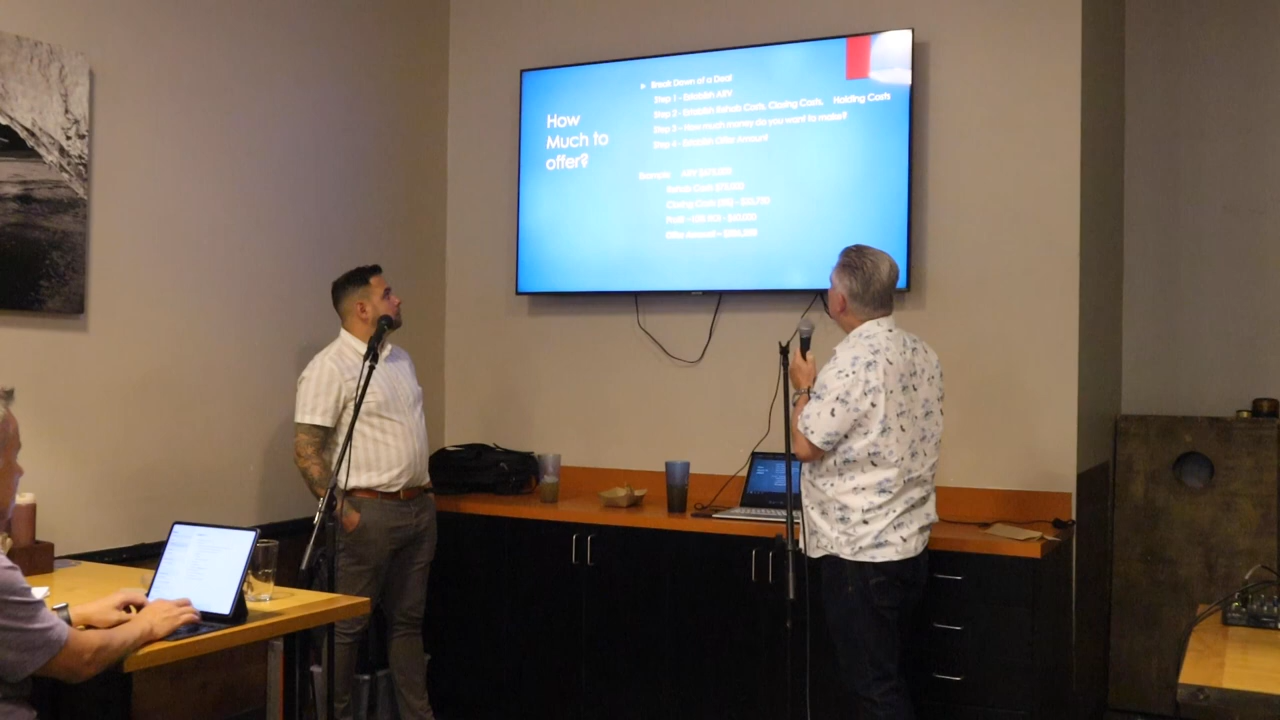 How
Much to
offer?
Break Down of a Deal
Step 1 - Establish ARV
Step 2 - Establish Rehab Costs, Closing Costs, Holding Costs
Step 3 - How much money do you want to make?
Step 4 - Establish Offer Amount
Example ARV
Rehab Costs
Closing Costs
Profit
Offer Amount